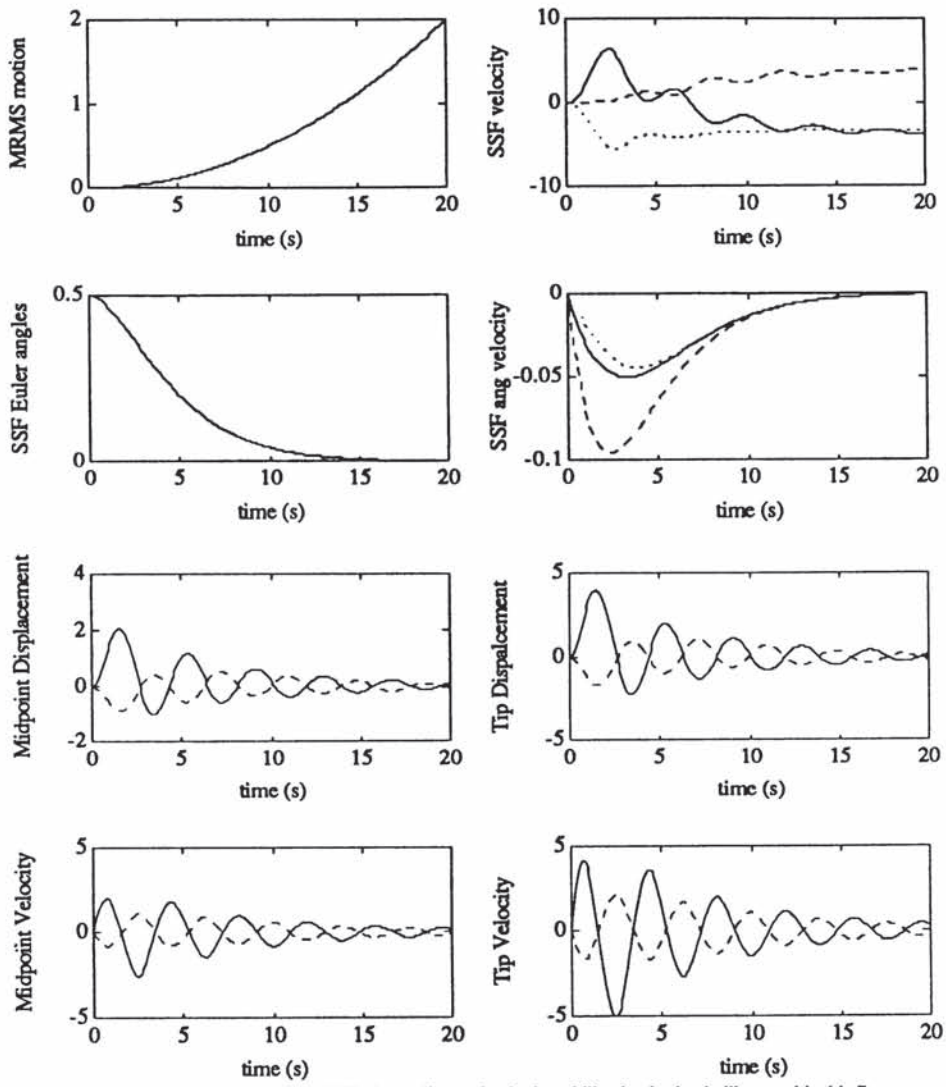 MRMS motion
2
1
0
0 5 10 15 20
time (s)
SSF velocity
10
0
-10
0 5 10 15 20
time (s)
SSF Euler angles
0.5
0
0 5 10 15 20
time (s)
SSF ang velocity
0
-0.05
-0.1
0 5 10 15 20
time (s)
Midpoint Displacement
4
2
0
-2
0 5 10 15 20
time (s)
Tip Dispalcement
5
0
-5
0 5 10 15 20
time (s)
Midpoint Velocity
5
0
-5
0 5 10 15 20
time (s)
Tip Velocity
5
0
-5
0 5 10 15 20
time (s)